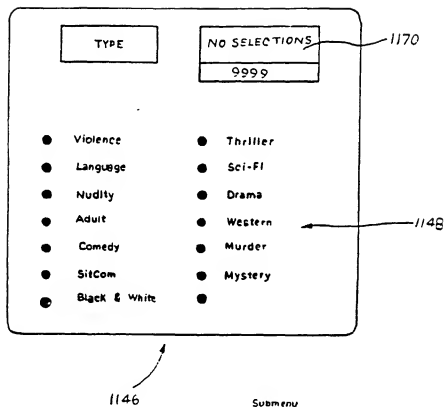 TYPE
NO SELECTIONS
9999
1170
Violence
Language
Nudity
Adult
Comedy
SitCom
Black & White
Thriller
Sci-Fi
Drama
Western
Murder
Mystery
1148
1146
Submenu